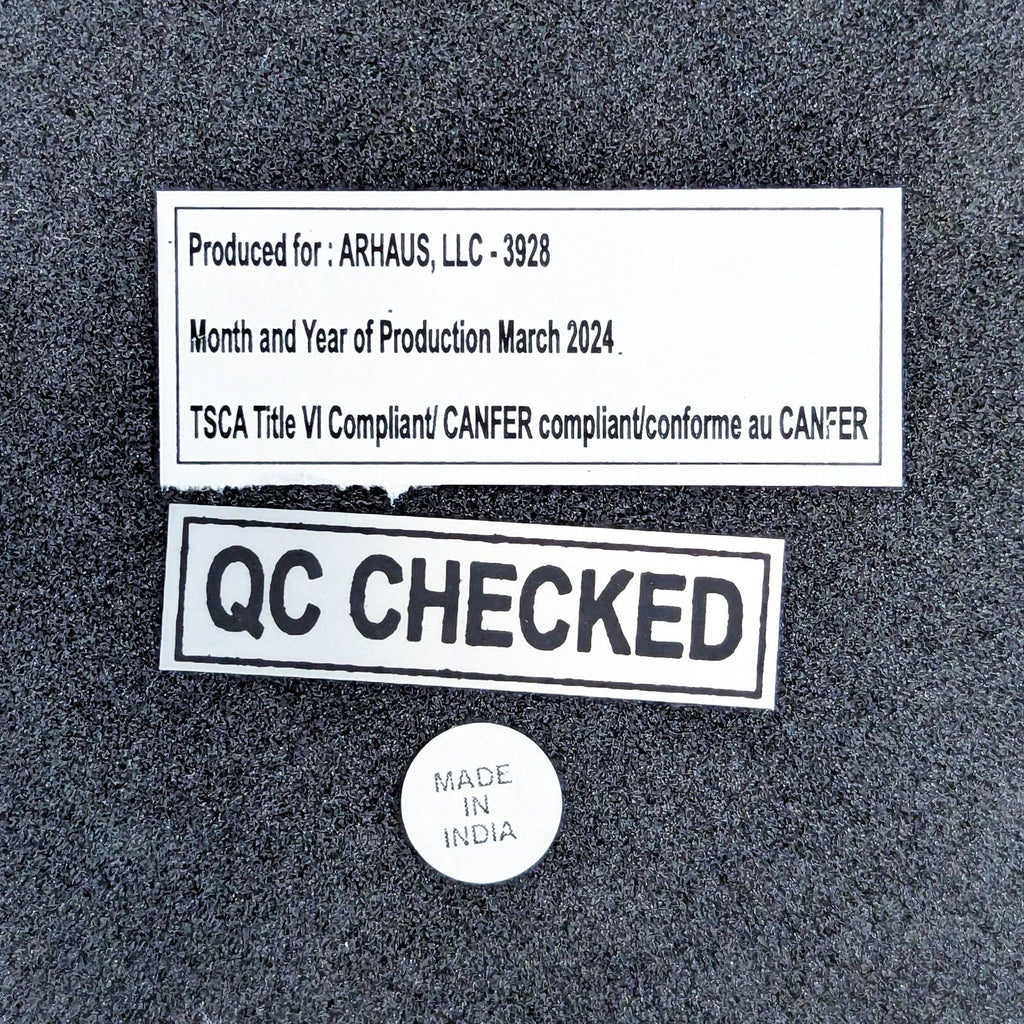 Produced for : ARHAUS, LLC - 3928
Month and Year of Production March 2024
TSCA Title VI Compliant/ CANFER compliant/conforme au CANFER
QC CHECKED
MADE
IN
INDIA